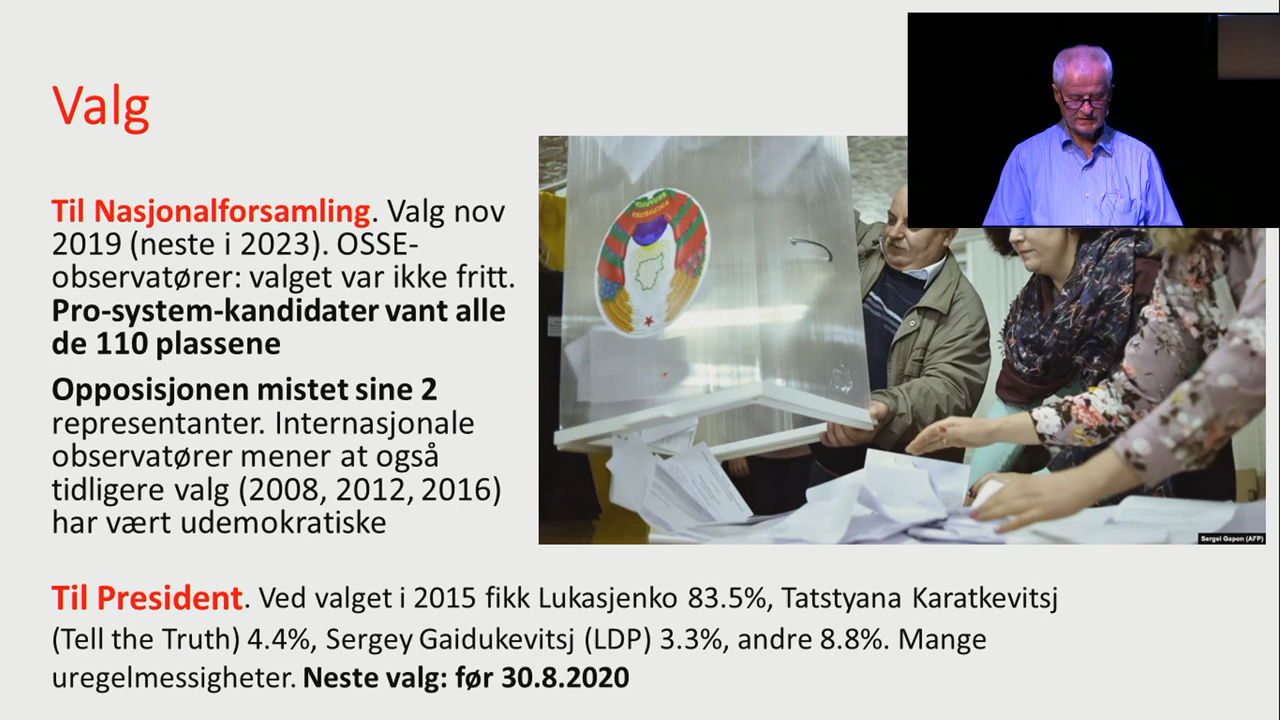 Valg
Til Nasjonalforsamling. Valg nov
2019 (neste i 2023). OSSE-
observatører: valget var ikke fritt.
Pro-system-kandidater vant alle
de 110 plassene
Opposisjonen mistet sine 2
representanter. Internasjonale
observatører mener at også
tidligere valg (2008, 2012, 2016)
har vært udemokratiske
Sergei Gapon (AFP)
Til President. Ved valget i 2015 fikk Lukasjenko 83.5%, Tatstyana Karatkevitsj
(Tell the Truth) 4.4%, Sergey Gaidukevitsj (LDP) 3.3%, andre 8.8%. Mange
uregelmessigheter. Neste valg: før 30.8.2020